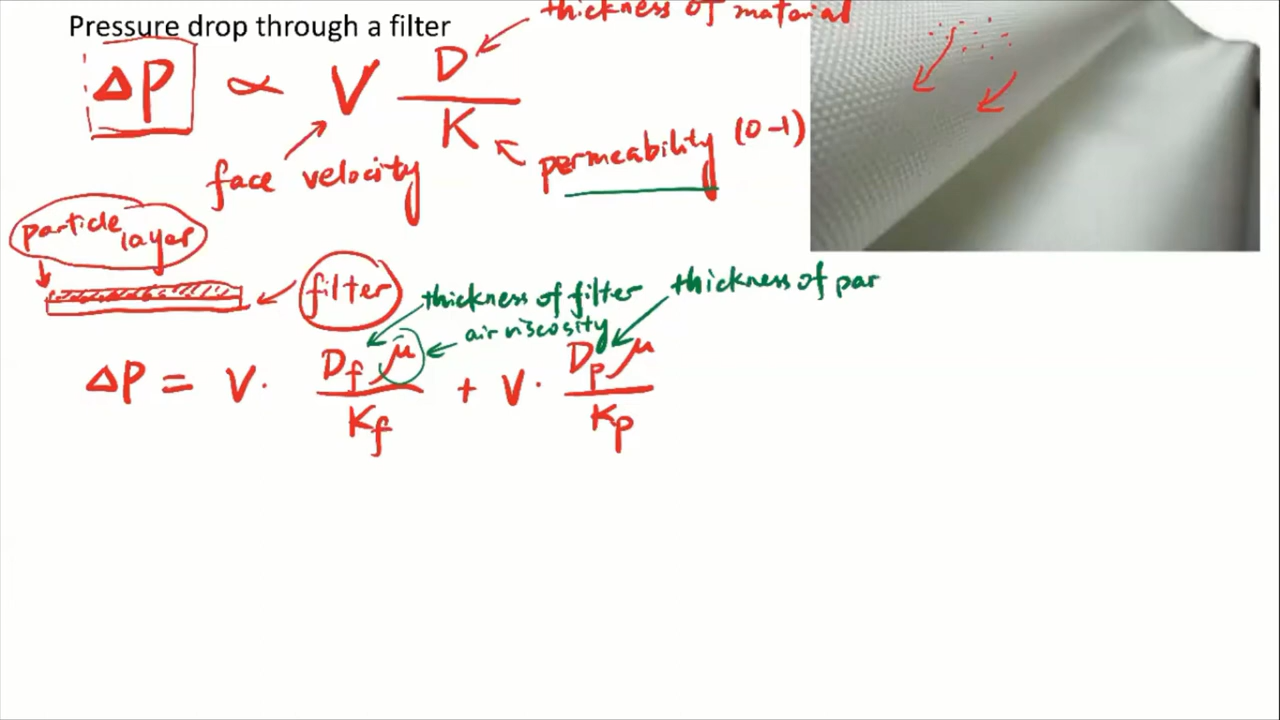 Pressure drop through a filter
thickness of material
ΔP ∝ V D/K
face velocity
permeability (0-1)
particle layer
filter
thickness of filter
thickness of par
air viscosity
ΔP = V · Df μ/Kf + V · Dp μ/Kp